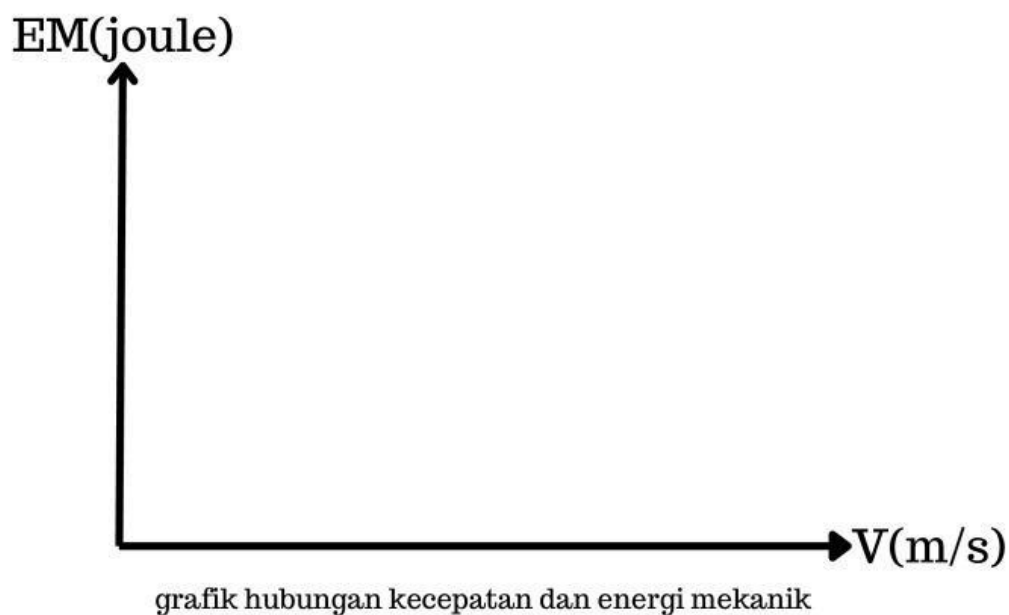 EM(joule)
V(m/s)
grafik hubungan kecepatan dan energi mekanik